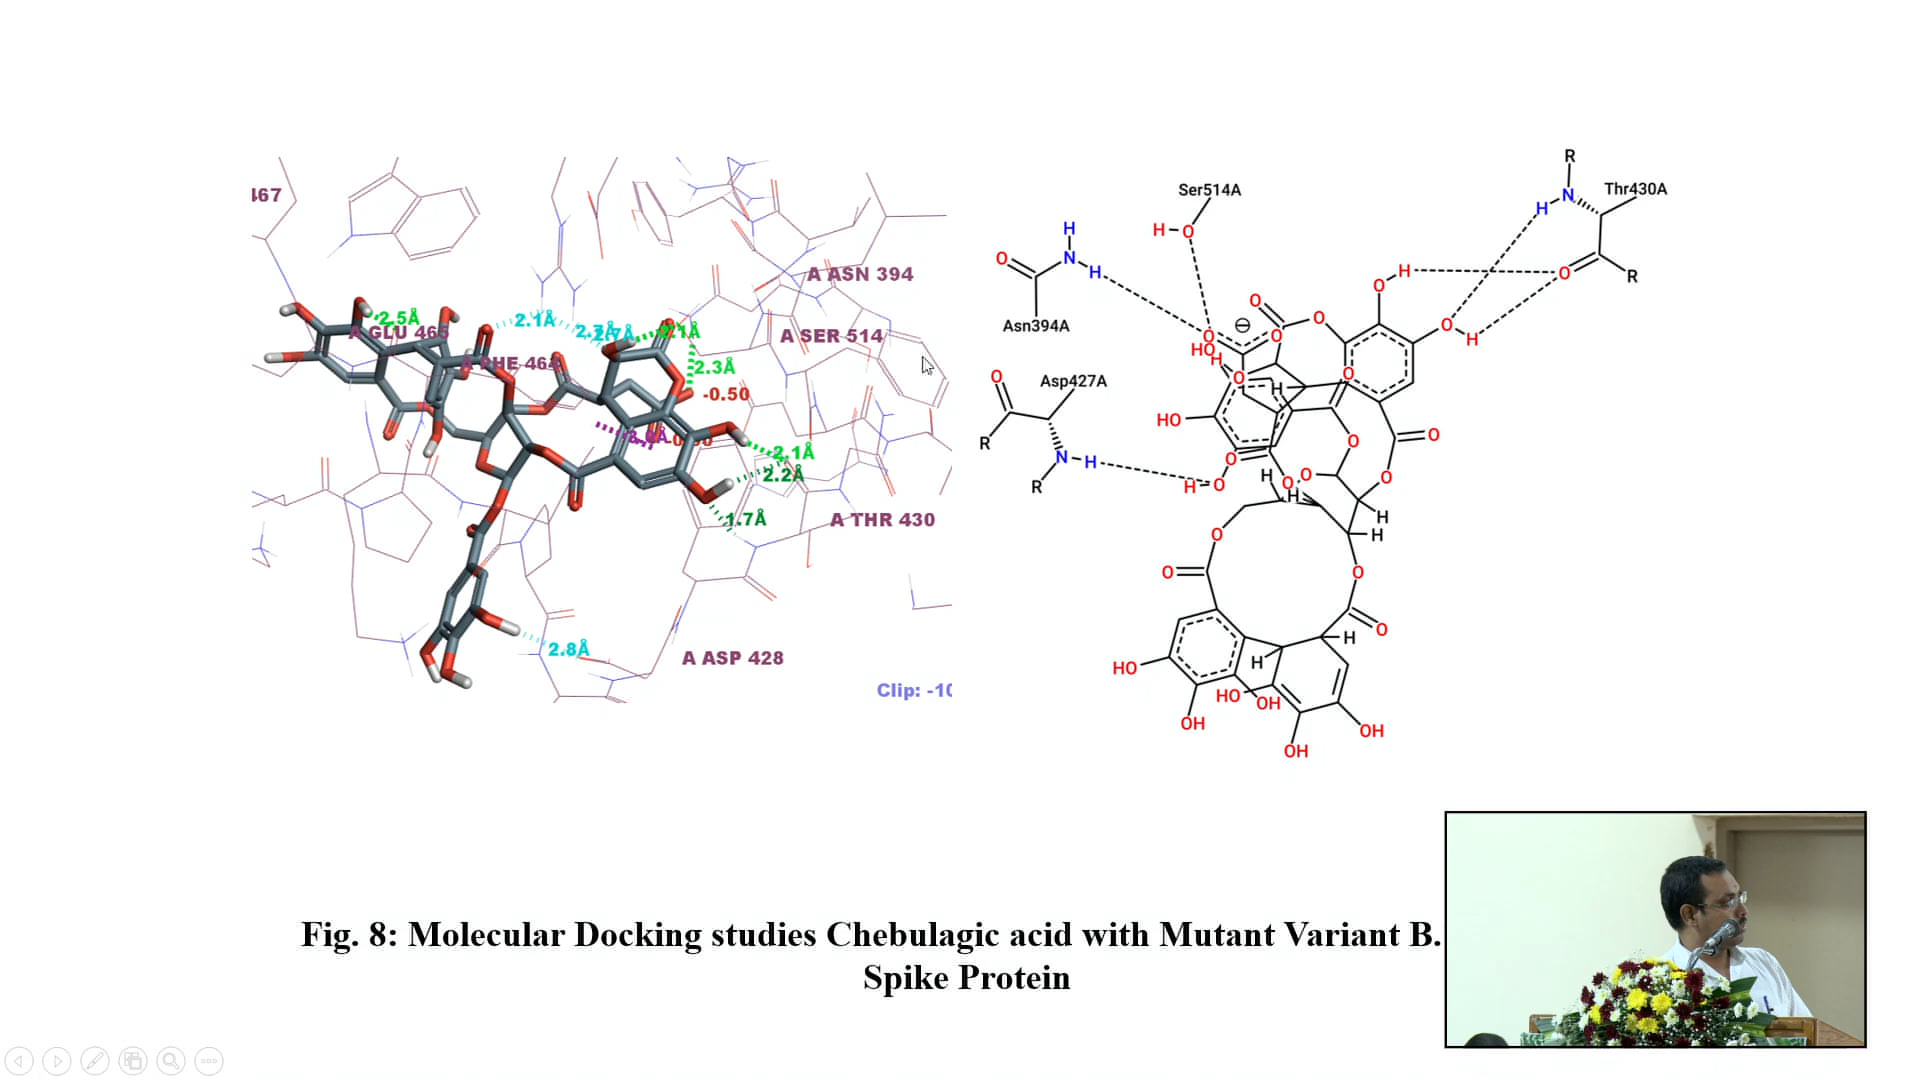 467
A ASN 394
A SER 514
2.5Å
A GLU 465
2.1Å
2.1Å
A PHE 464
2.3Å
-0.50
2.1Å
2.2Å
1.7Å
A THR 430
2.8Å
A ASP 428
Clip: -10
R
Ser514A
H
N
Thr430A
H-O
H
H
O
N
H
O
R
O
H
Asn394A
O
H
O
O
O
HO
O
H
O
O
H
O
Asp427A
HO
R
O
O
N-H
O
R
H-O
H
O
O
O
H
H
O
H
O
O
O
H
HO
H
HO
OH
OH
OH
OH
Fig. 8: Molecular Docking studies Chebulagic acid with Mutant Variant B.
Spike Protein